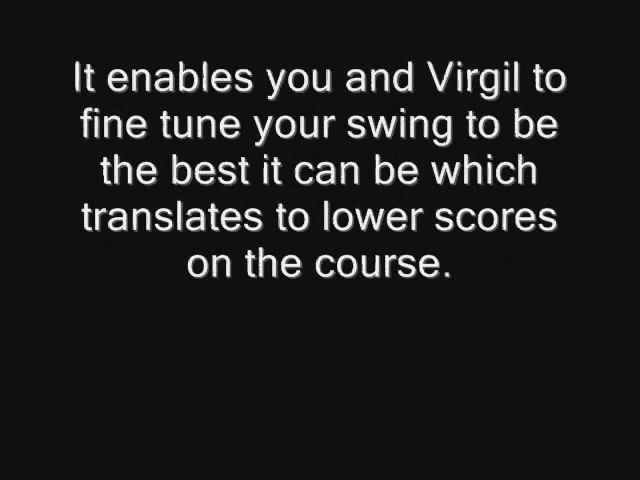 It enables you and Virgil to
fine tune your swing to be
the best it can be which
translates to lower scores
on the course.